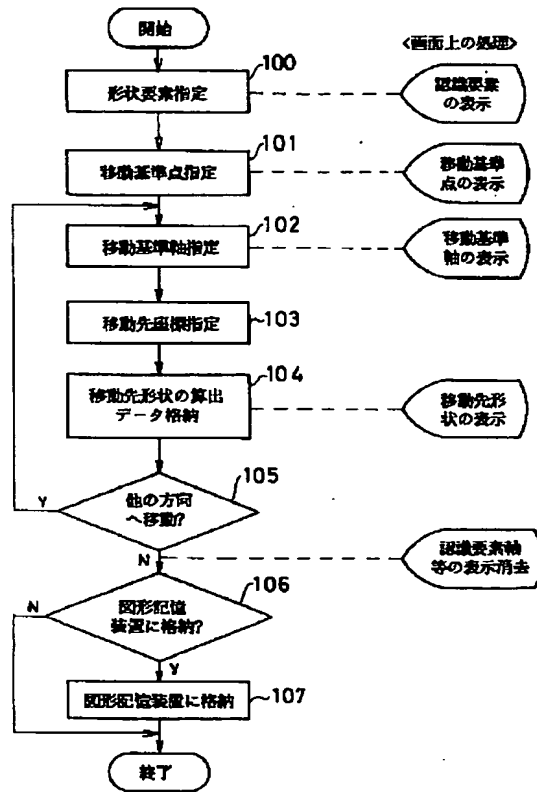 開始
<画面上の処理>
100
形状要素指定
認識要素
の表示
101
移動基準点指定
移動基準
点の表示
102
移動基準軸指定
移動基準
軸の表示
移動先座標指定
103
104
移動先形状の算出
データ格納
移動先形
状の表示
105
他の方向
へ移動?
Y
N
認識要素軸
等の表示消去
106
図形記憶
装置に格納?
N
Y
図形記憶装置に格納
107
終了